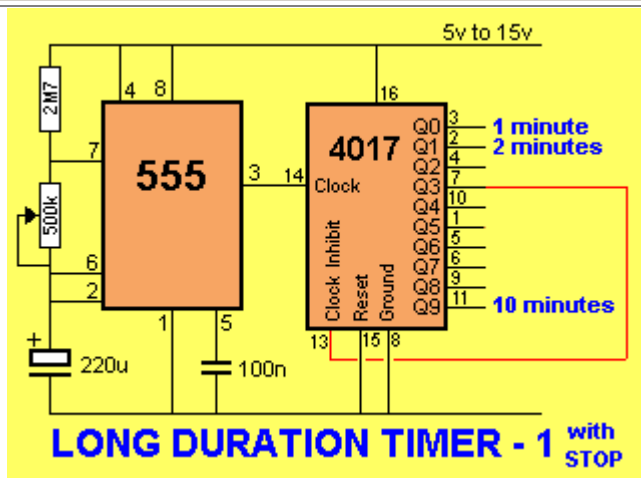 5v to 15v
4 8 16
2M7
7
555
3 14
4017
Clock
Q0 3 1 minute
Q1 2 2 minutes
Q2 4
Q3 7
Q4 10
Q5 1
Q6 5
Q7 6
Q8 9
Q9 11 10 minutes
500k
6
2
Clock Inhibit
Reset
Ground
1 5
13 15 8
+
220u
100n
LONG DURATION TIMER - 1 with
STOP